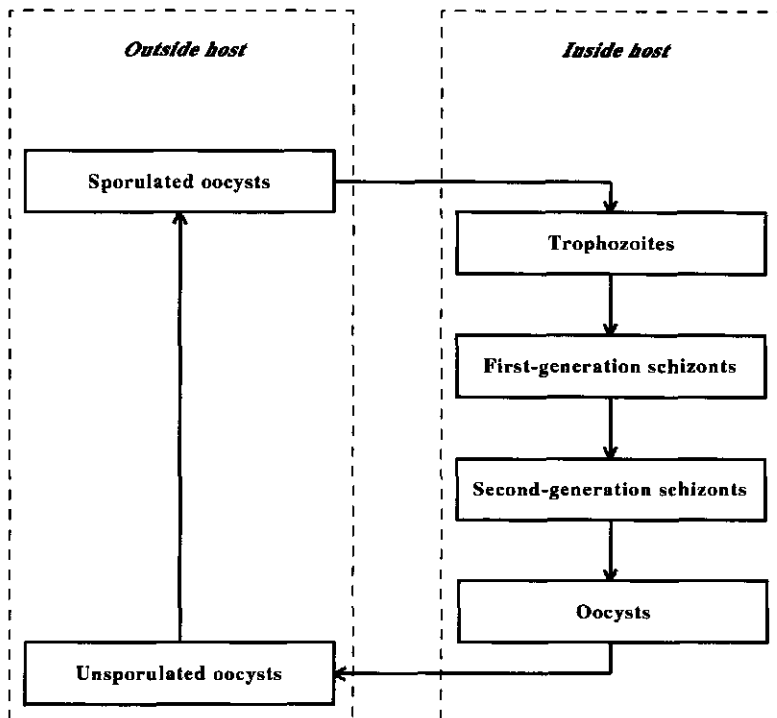 Outside host
Inside host
Sporulated oocysts
Trophozoites
First-generation schizonts
Second-generation schizonts
Oocysts
Unsporulated oocysts